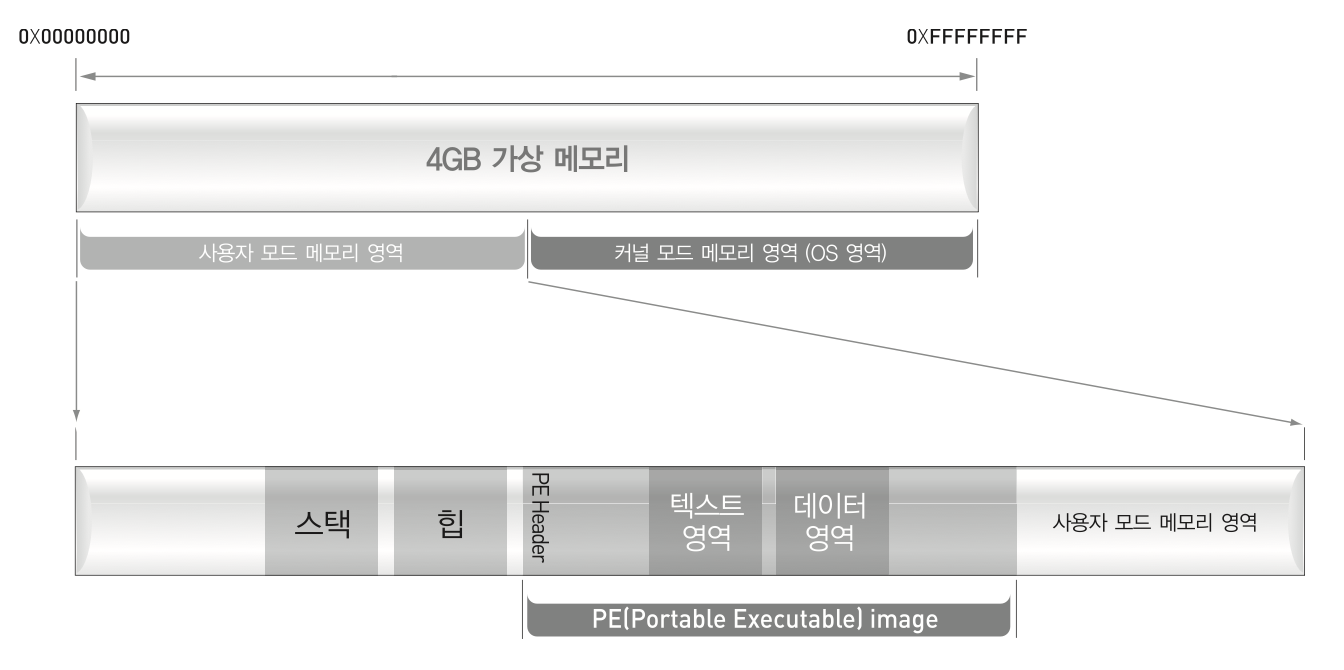 0X00000000
0XFFFFFFFF
4GB 가상 메모리
사용자 모드 메모리 영역
커널 모드 메모리 영역 (OS 영역)
스택
힙
PE Header
텍스트
영역
데이터
영역
사용자 모드 메모리 영역
PE(Portable Executable) image